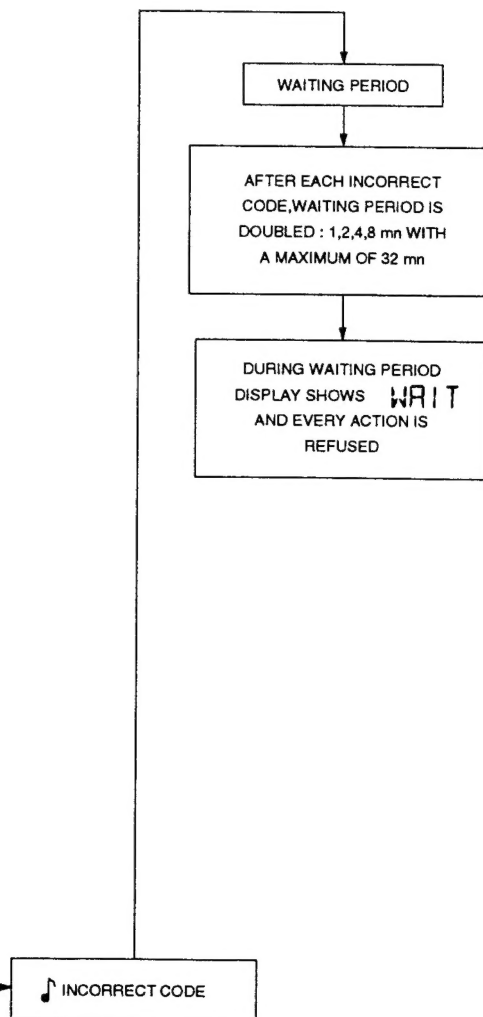 WAITING PERIOD
AFTER EACH INCORRECT
CODE,WAITING PERIOD IS
DOUBLED : 1,2,4,8 mn WITH
A MAXIMUM OF 32 mn
DURING WAITING PERIOD
DISPLAY SHOWS WAIT
AND EVERY ACTION IS
REFUSED
♪ INCORRECT CODE